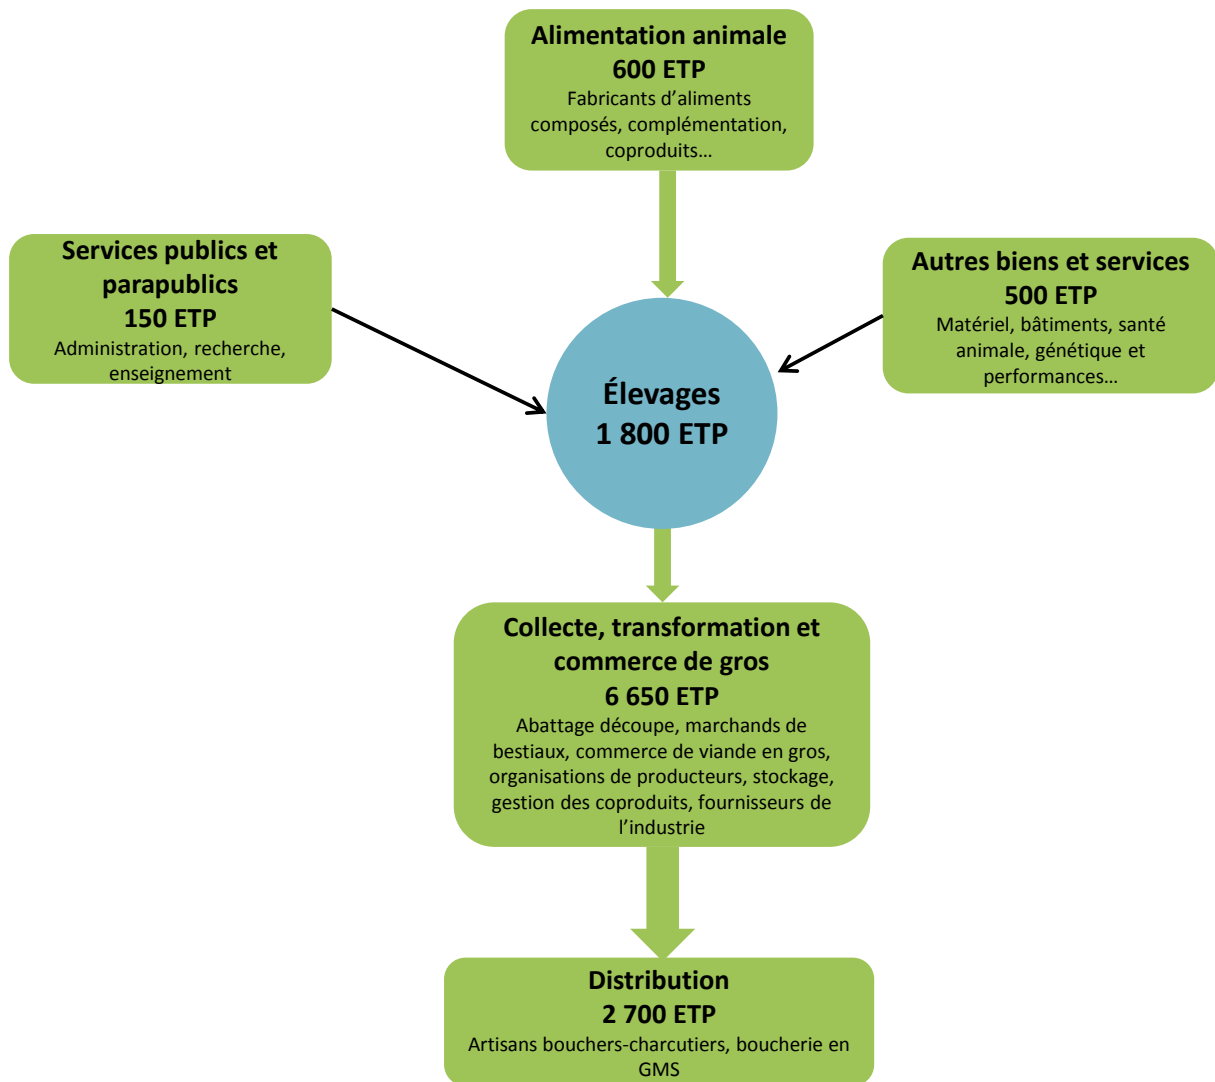 Alimentation animale
600 ETP
Fabricants d’aliments
composés, complémentation,
coproduits…
Services publics et
parapublics
150 ETP
Administration, recherche,
enseignement
Autres biens et services
500 ETP
Matériel, bâtiments, santé
animale, génétique et
performances…
Élevages
1 800 ETP
Collecte, transformation et
commerce de gros
6 650 ETP
Abattage découpe, marchands de
bestiaux, commerce de viande en gros,
organisations de producteurs, stockage,
gestion des coproduits, fournisseurs de
l’industrie
Distribution
2 700 ETP
Artisans bouchers-charcutiers, boucherie en
GMS